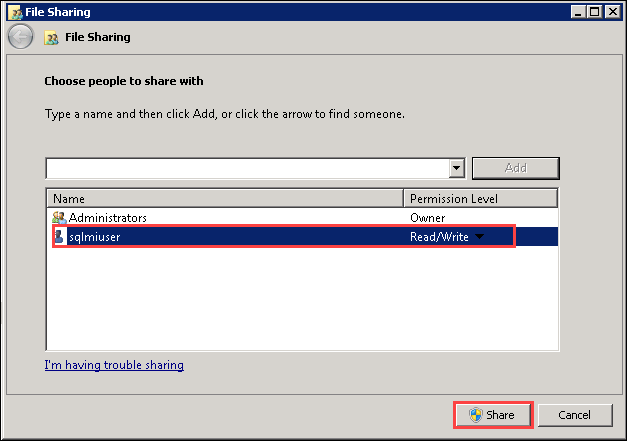 File Sharing
File Sharing
Choose people to share with
Type a name and then click Add, or click the arrow to find someone.
Add
Name Permission Level
Administrators Owner
sqlmiuser Read/Write
I'm having trouble sharing
Share Cancel